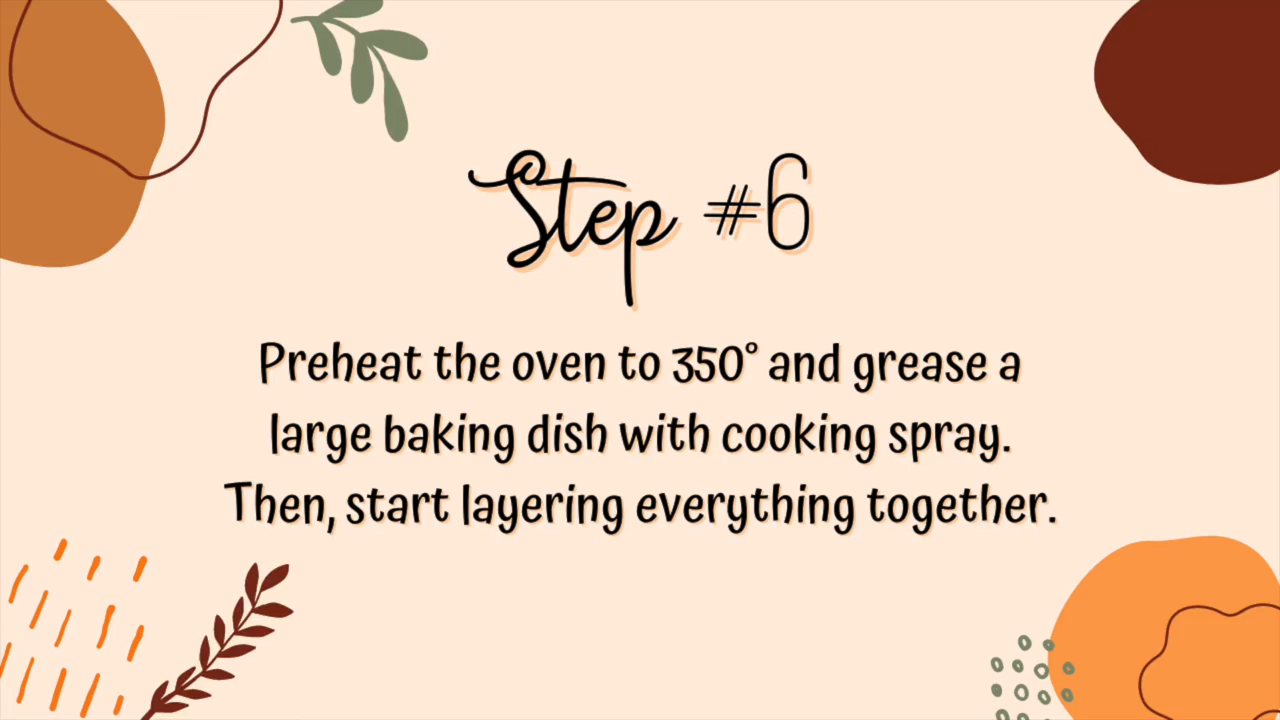 Step #6
Preheat the oven to 350° and grease a
large baking dish with cooking spray.
Then, start layering everything together.